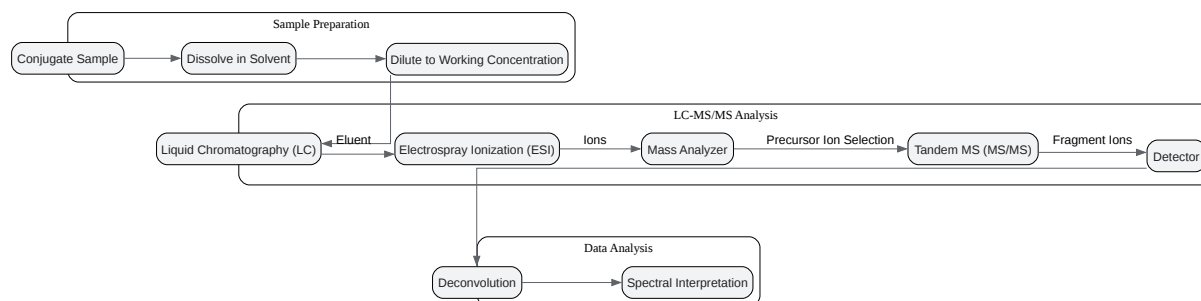 Sample Preparation
Conjugate Sample
Dissolve in Solvent
Dilute to Working Concentration
LC-MS/MS Analysis
Liquid Chromatography (LC)
Eluent
Electrospray Ionization (ESI)
Ions
Mass Analyzer
Precursor Ion Selection
Tandem MS (MS/MS)
Fragment Ions
Detector
Data Analysis
Deconvolution
Spectral Interpretation